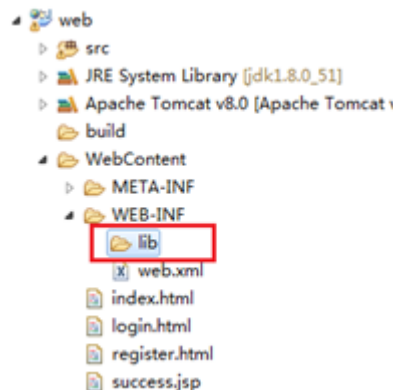 web
src
JRE System Library [jdk1.8.0_51]
Apache Tomcat v8.0 [Apache Tomcat
build
WebContent
META-INF
WEB-INF
lib
web.xml
index.html
login.html
register.html
success.jsp